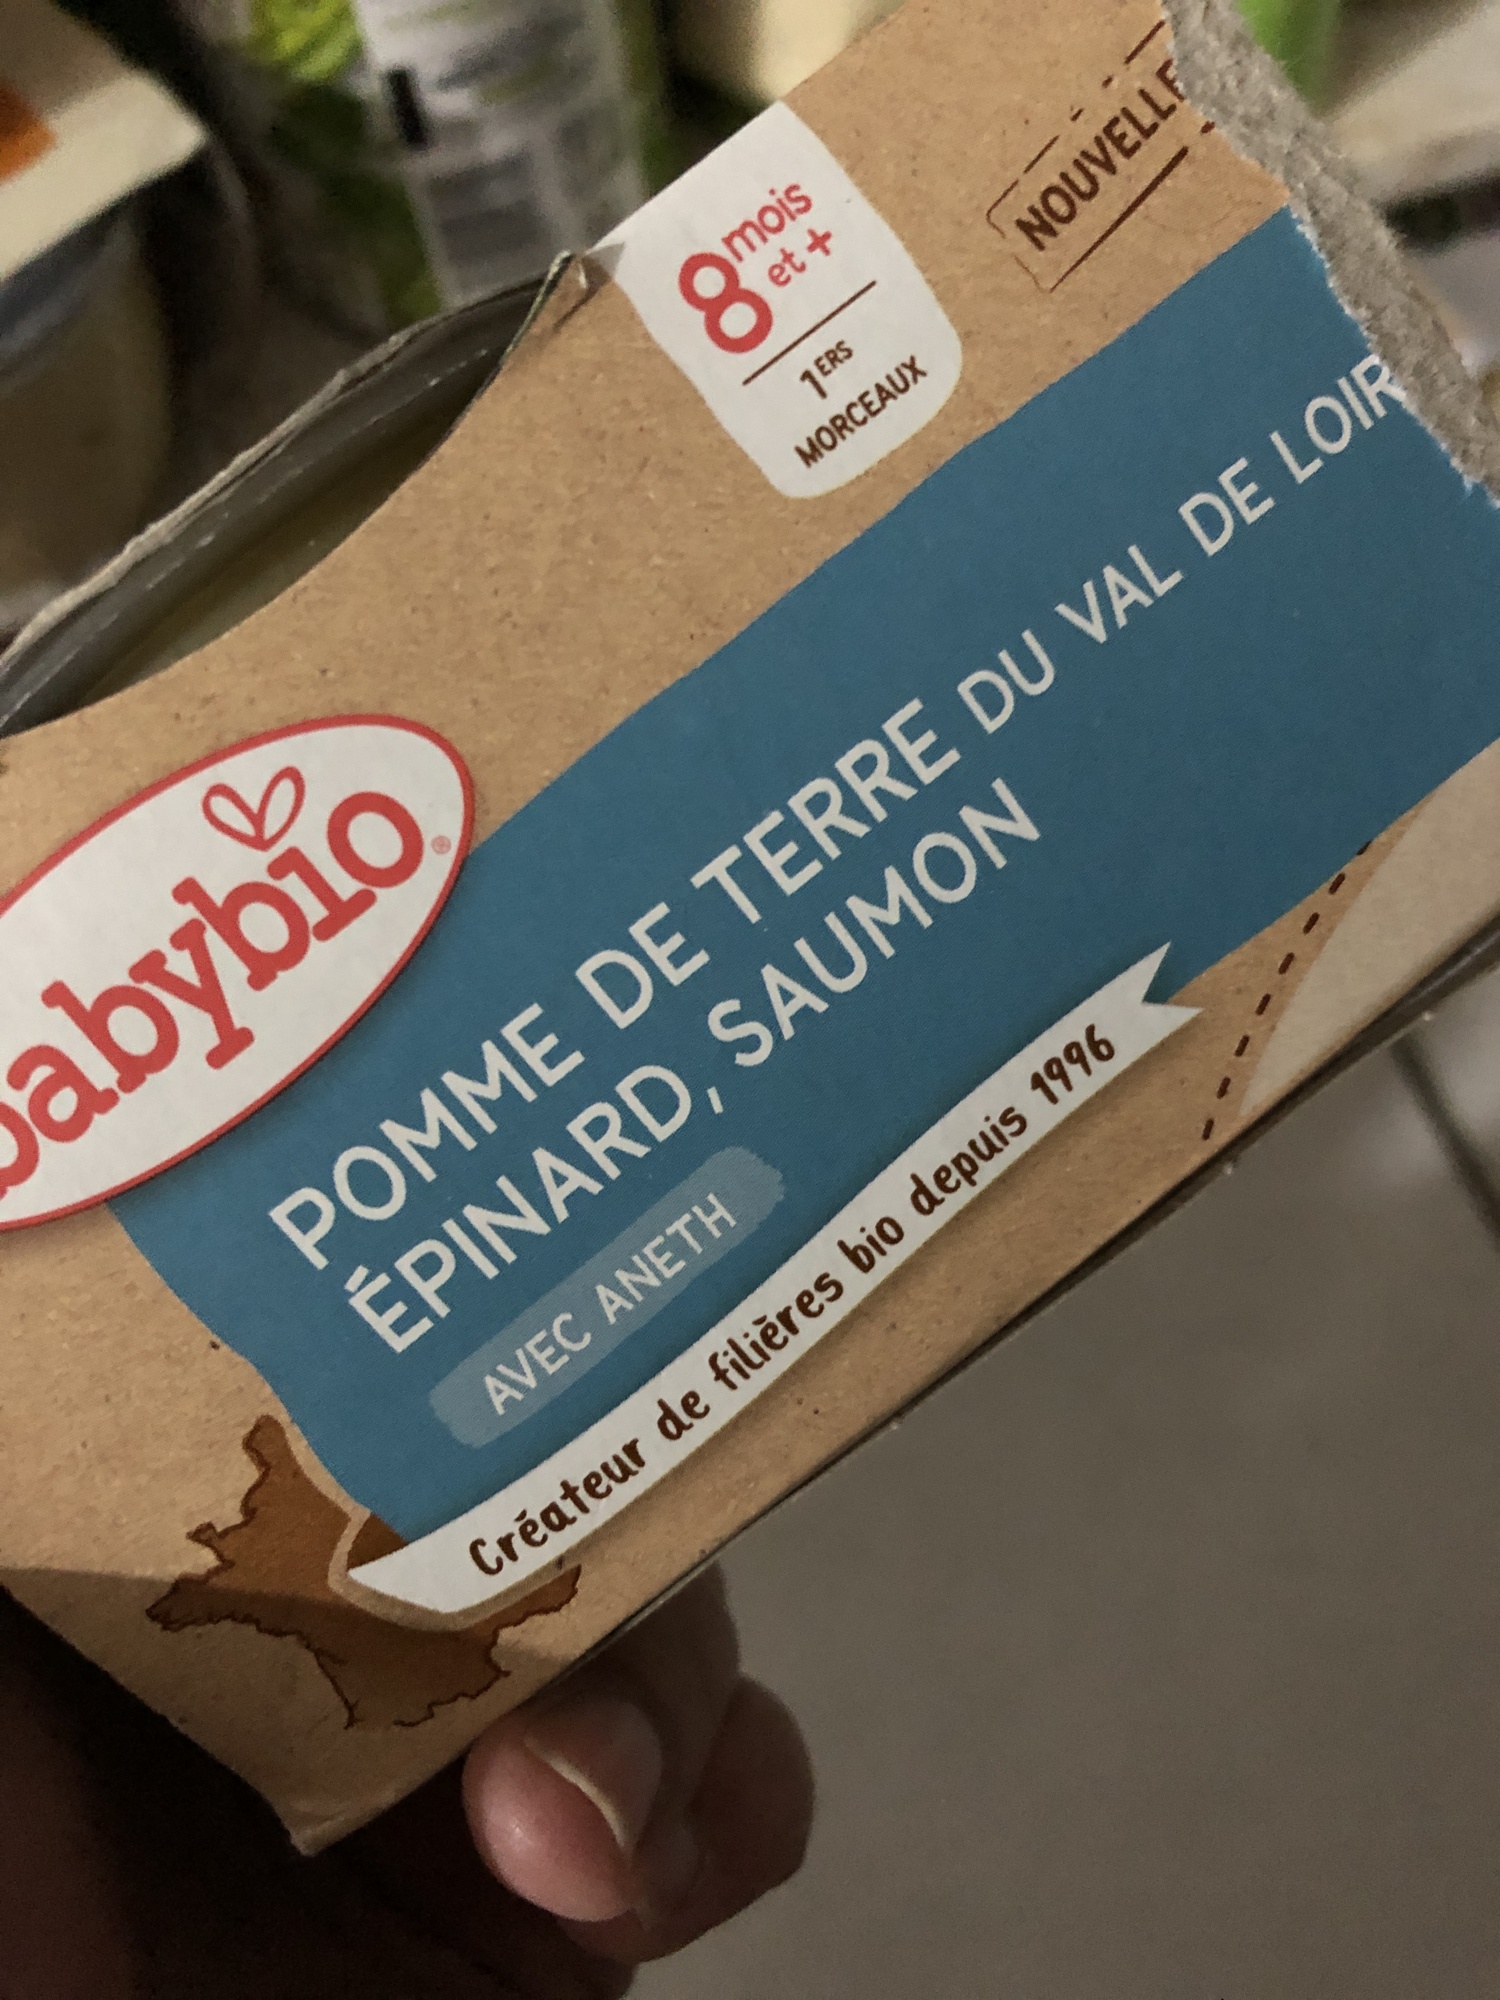 8 mois
et +
1ERS
MORCEAUX
NOUVELLE
babybio
POMME DE TERRE DU VAL DE LOIR
ÉPINARD, SAUMON
AVEC ANETH
Créateur de filières bio depuis 1996